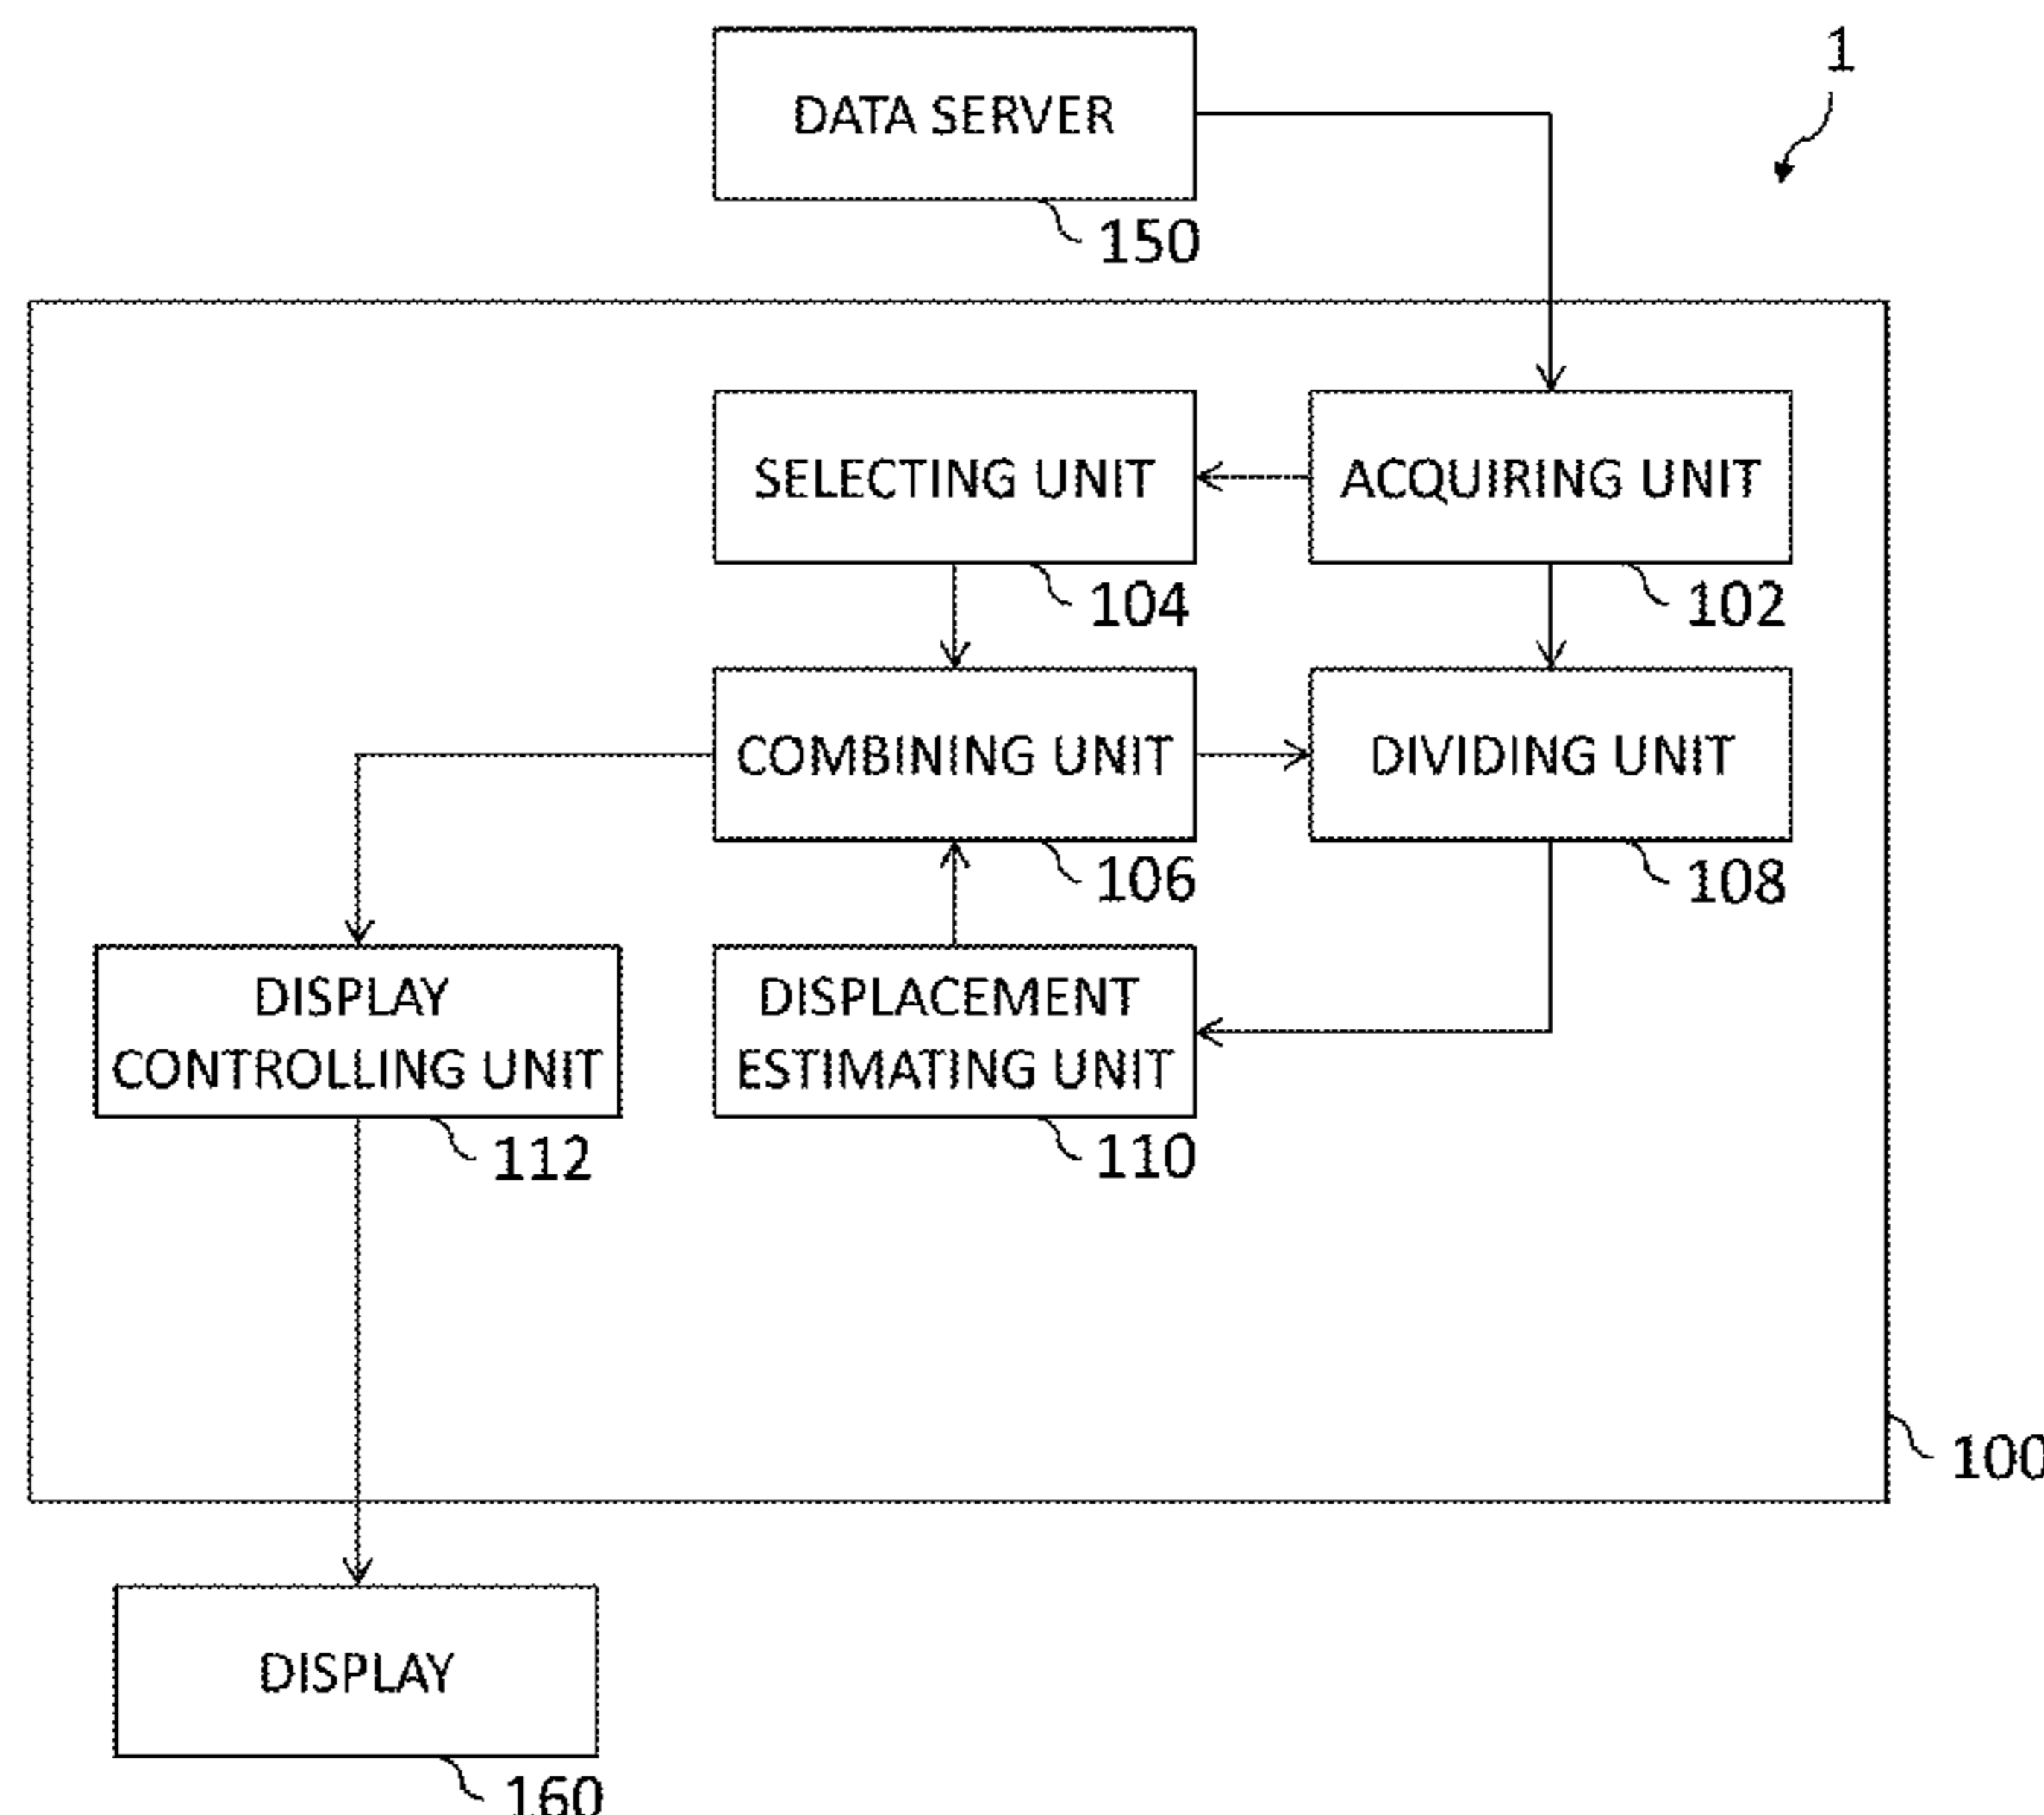 1
DATA SERVER
150
SELECTING UNIT
ACQUIRING UNIT
104
102
COMBINING UNIT
DIVIDING UNIT
106
108
DISPLAY
CONTROLLING UNIT
DISPLACEMENT
ESTIMATING UNIT
112
110
100
DISPLAY
160